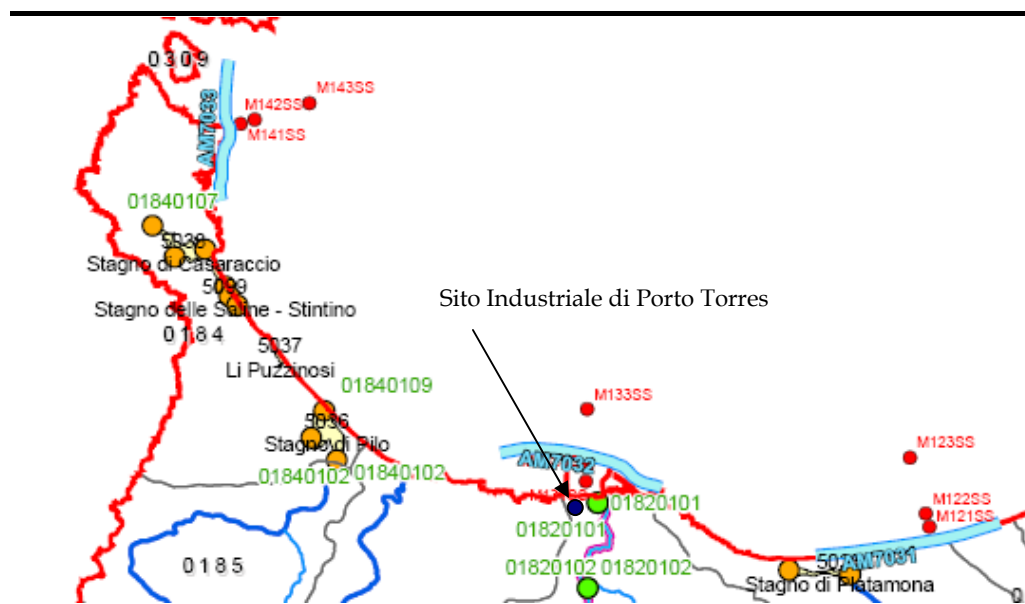 0309
AM7033
M143SS
M142SS
M141SS
01840107
5038
Stagno di Casaraccio
5099
Stagno delle Saline - Stintino
0184
5037
Li Puzzinosi
Sito Industriale di Porto Torres
01840109
5036
Stagno di Pilo
01840102
01840102
M133SS
AM7032
01820101
01820101
M123SS
M122SS
M121SS
01820102
01820102
AM7031
Stagno di Platamona
0185